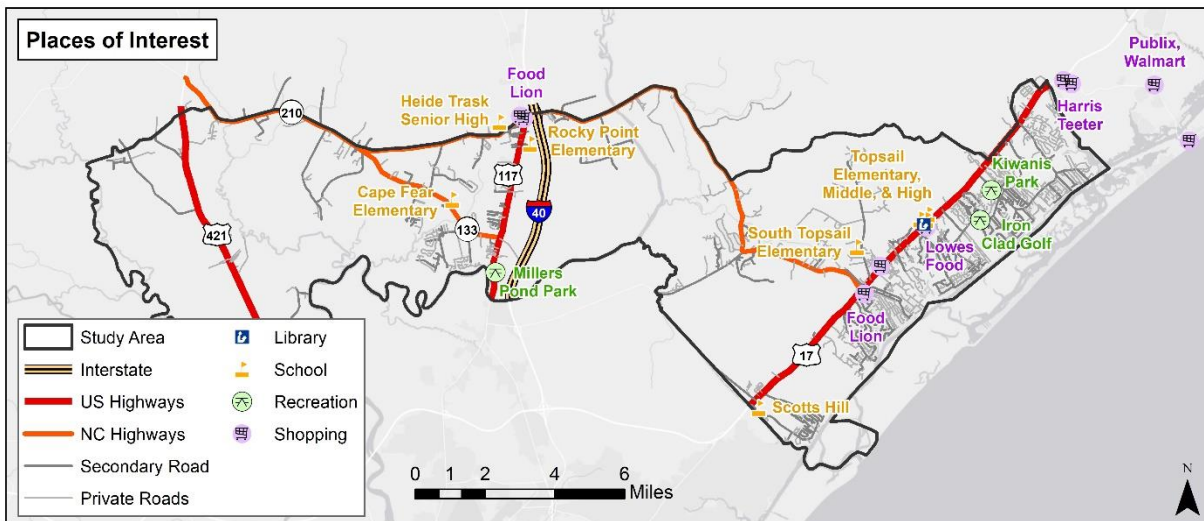 Places of Interest
Publix,
Walmart
Food
Lion
Harris
Teeter
210
Heide Trask
Senior High
Rocky Point
Elementary
Topsail
Elementary,
Middle, & High
Kiwanis
Park
117
Cape Fear
Elementary
40
421
133
South Topsail
Elementary
Iron
Clad Golf
Lowes
Food
Millers
Pond Park
Food
Lion
17
Scotts Hill
Study Area
Interstate
US Highways
NC Highways
Secondary Road
Private Roads
Library
School
Recreation
Shopping
0 1 2 4 6
Miles
N